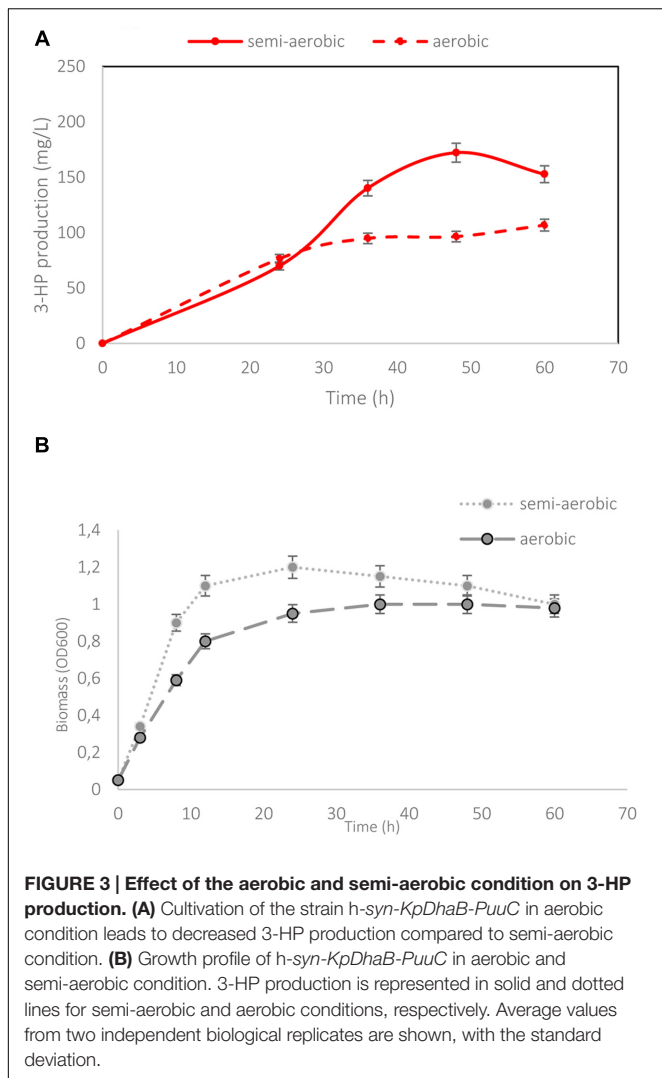 A
semi-aerobic aerobic
250
200
150
100
50
0
3-HP production (mg/L)
0 10 20 30 40 50 60 70
Time (h)
B
semi-aerobic
aerobic
1,4
1,2
1
0,8
0,6
0,4
0,2
0
Biomass (OD600)
0 10 20 30 40 50 60 70
Time (h)
FIGURE 3 | Effect of the aerobic and semi-aerobic condition on 3-HP
production. (A) Cultivation of the strain h-syn-KpDhaB-PuuC in aerobic
condition leads to decreased 3-HP production compared to semi-aerobic
condition. (B) Growth profile of h-syn-KpDhaB-PuuC in aerobic and
semi-aerobic condition. 3-HP production is represented in solid and dotted
lines for semi-aerobic and aerobic conditions, respectively. Average values
from two independent biological replicates are shown, with the standard
deviation.